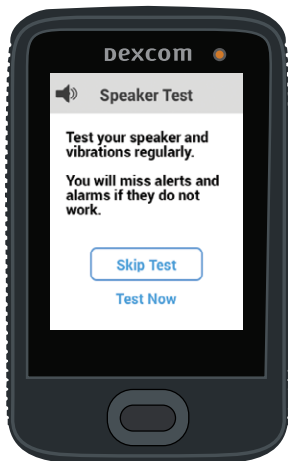 Dexcom
Speaker Test
Test your speaker and
vibrations regularly.
You will miss alerts and
alarms if they do not
work.
Skip Test
Test Now